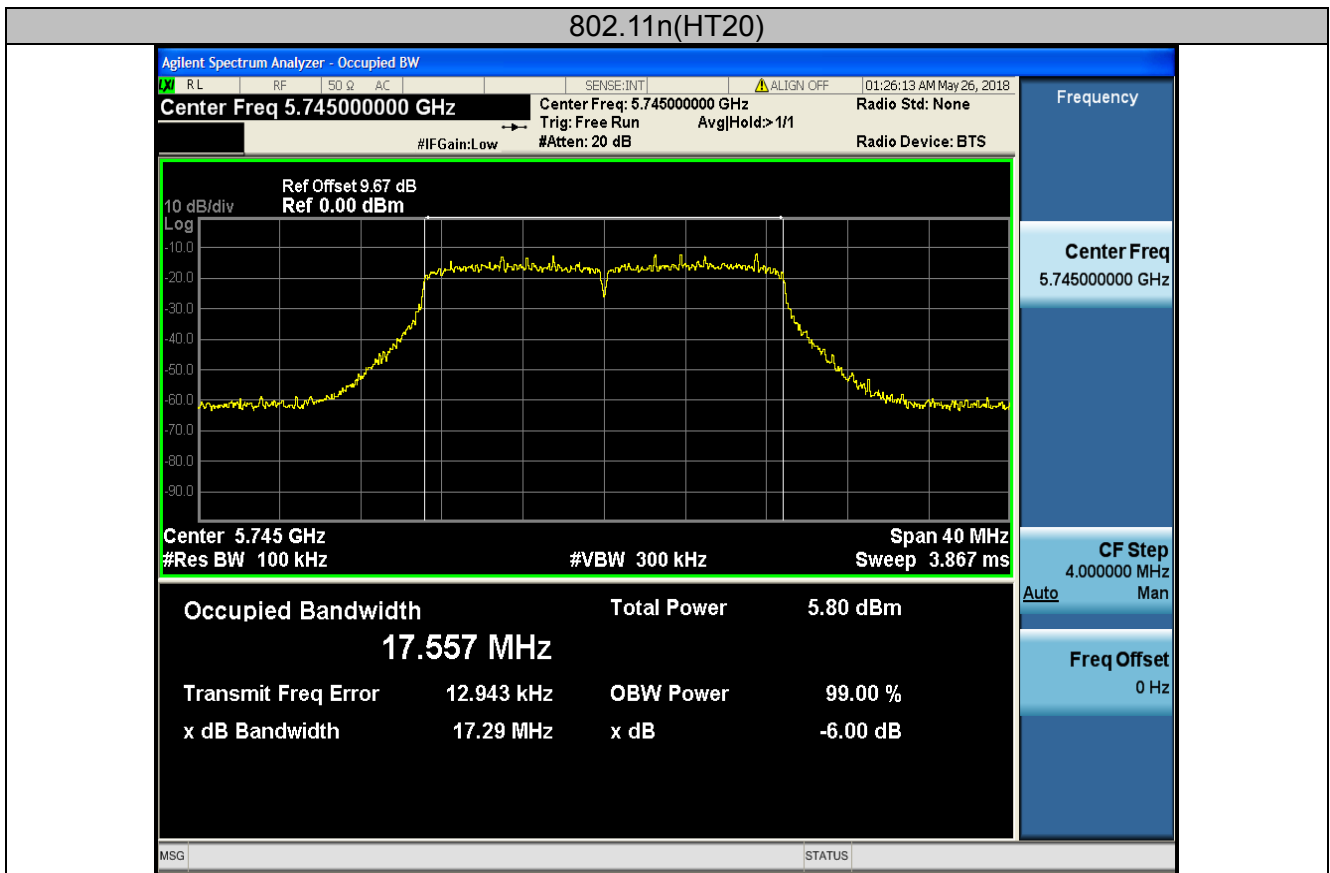 802.11n(HT20)
Agilent Spectrum Analyzer - Occupied BW
LXI RL RF 50 Ω AC SENSE:INT ALIGN OFF 01:26:13 AM May 26, 2018
Center Freq 5.745000000 GHz
Center Freq: 5.745000000 GHz
Radio Std: None
Trig: Free Run Avg|Hold:>1/1
#IFGain:Low #Atten: 20 dB Radio Device: BTS
Ref Offset 9.67 dB
10 dB/div Ref 0.00 dBm
Log
-10.0
-20.0
-30.0
-40.0
-50.0
-60.0
-70.0
-80.0
-90.0
Center 5.745 GHz Span 40 MHz
#Res BW 100 kHz #VBW 300 kHz Sweep 3.867 ms
Occupied Bandwidth Total Power 5.80 dBm
17.557 MHz
Transmit Freq Error 12.943 kHz OBW Power 99.00 %
x dB Bandwidth 17.29 MHz x dB -6.00 dB
MSG STATUS
Frequency
Center Freq
5.745000000 GHz
CF Step
4.000000 MHz
Auto Man
Freq Offset
0 Hz